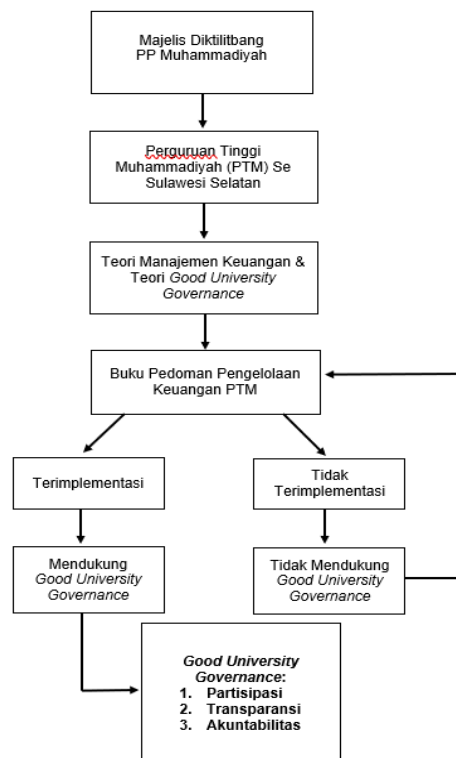 Majelis Diktilitbang
PP Muhammadiyah
Perguruan Tinggi
Muhammadiyah (PTM) Se
Sulawesi Selatan
Teori Manajemen Keuangan &
Teori Good University
Governance
Buku Pedoman Pengelolaan
Keuangan PTM
Terimplementasi
Tidak
Terimplementasi
Mendukung
Good University
Governance
Tidak Mendukung
Good University
Governance
Good University
Governance:
1. Partisipasi
2. Transparansi
3. Akuntabilitas